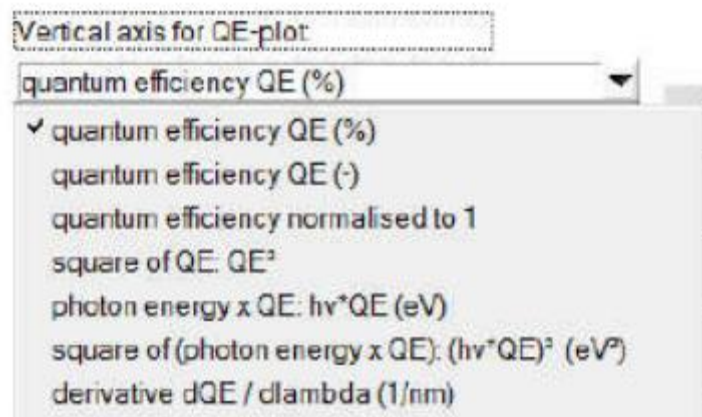 Vertical axis for QE-plot:
quantum efficiency QE (%)
✓ quantum efficiency QE (%)
quantum efficiency QE (-)
quantum efficiency normalised to 1
square of QE: QE²
photon energy x QE: hv*QE (eV)
square of (photon energy x QE): (hv*QE)² (eV²)
derivative dQE / dlambda (1/nm)